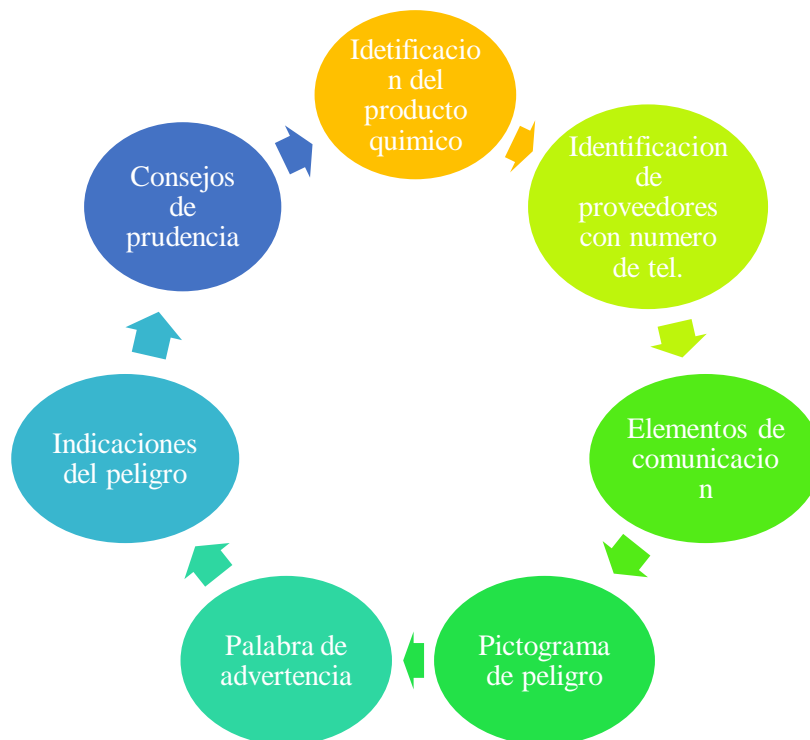 Idetificacio
n del
producto
quimico
Identificacion
de
proveedores
con numero
de tel.
Elementos de
comunicacio
n
Pictograma
de peligro
Palabra de
advertencia
Indicaciones
del peligro
Consejos
de
prudencia